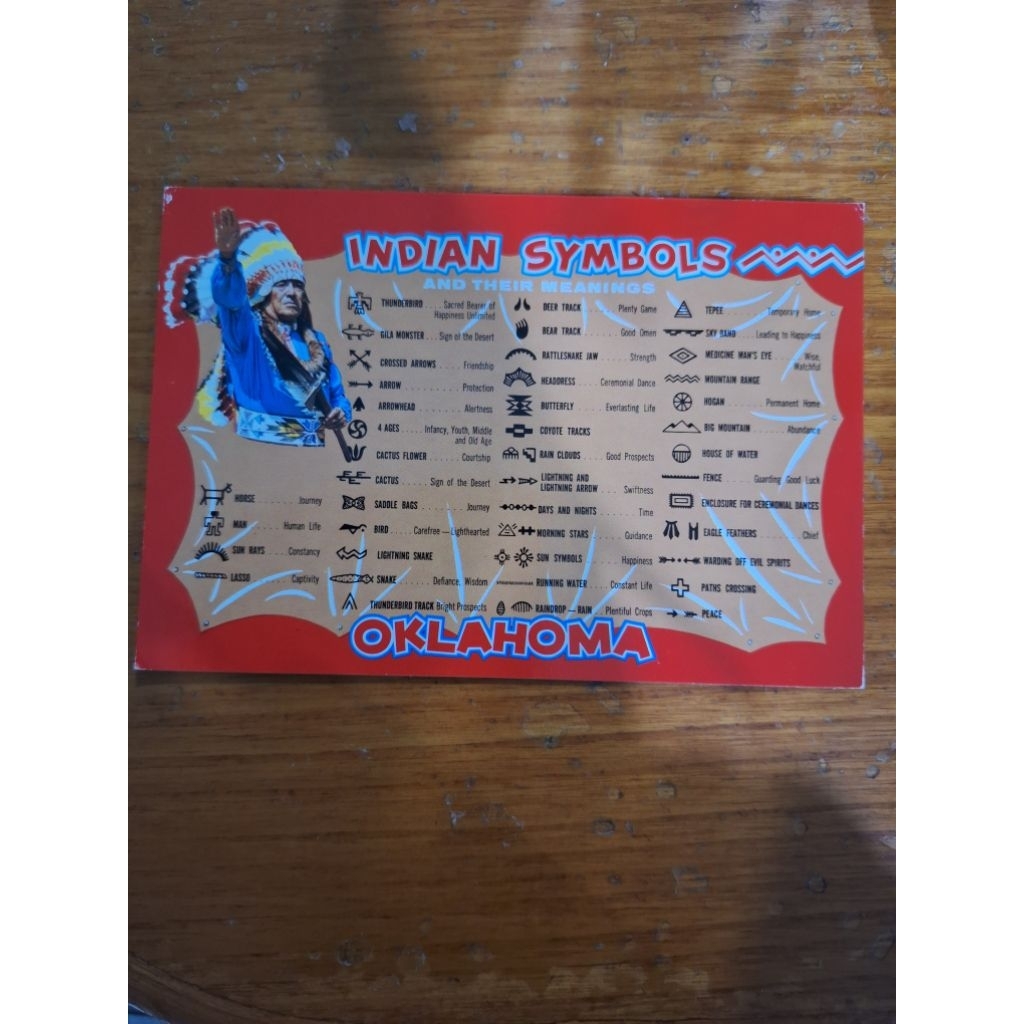 INDIAN SYMBOLS
AND THEIR MEANINGS
THUNDERBIRD . . . Sacred Bearer of
Happiness Unlimited
GILA MONSTER . . Sign of the Desert
CROSSED ARROWS . . . . Friendship
ARROW . . . . . . . . . Protection
ARROWHEAD . . . . . . . . Alertness
4 AGES . . . . Infancy, Youth, Middle
and Old Age
CACTUS FLOWER . . . . . Courtship
CACTUS . . . . Sign of the Desert
SADDLE BAGS . . . . . . . Journey
BIRD . . . . Carefree — Lighthearted
LIGHTNING SNAKE
SNAKE . . . . . Defiance, Wisdom
THUNDERBIRD TRACK Bright Prospects
HORSE . . . . . . . Journey
MAN . . . . . . Human Life
SUN RAYS . . . . Constancy
LASSO . . . . . . . Captivity
DEER TRACK . . . . . Plenty Game
BEAR TRACK . . . . . Good Omen
RATTLESNAKE JAW . . . . Strength
HEADDRESS . . . Ceremonial Dance
BUTTERFLY . . . . Everlasting Life
COYOTE TRACKS
RAIN CLOUDS . . . Good Prospects
LIGHTNING AND
LIGHTNING ARROW . . . Swiftness
DAYS AND NIGHTS . . . . . Time
MORNING STARS . . . . Guidance
SUN SYMBOLS . . . . . Happiness
RUNNING WATER . . . Constant Life
RAINDROP — RAIN . . Plentiful Crops
TEPEE . . . . . . Temporary Home
SKY BAND . . Leading to Happiness
MEDICINE MAN'S EYE . . . Wise,
Watchful
MOUNTAIN RANGE
HOGAN . . . . . . Permanent Home
BIG MOUNTAIN . . . . Abundance
HOUSE OF WATER
FENCE . . . . Guarding Good Luck
ENCLOSURE FOR CEREMONIAL DANCES
EAGLE FEATHERS . . . . . . Chief
WARDING OFF EVIL SPIRITS
PATHS CROSSING
PEACE
OKLAHOMA